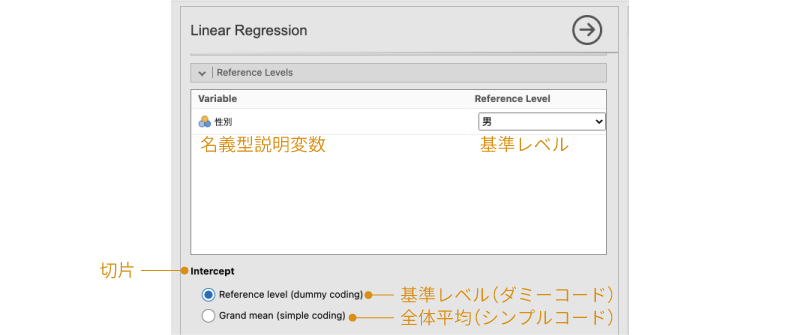 Linear Regression
Reference Levels
Variable Reference Level
性別 男
名義型説明変数 基準レベル
切片 Intercept
Reference level (dummy coding) 基準レベル(ダミーコード)
Grand mean (simple coding) 全体平均(シンプルコード)